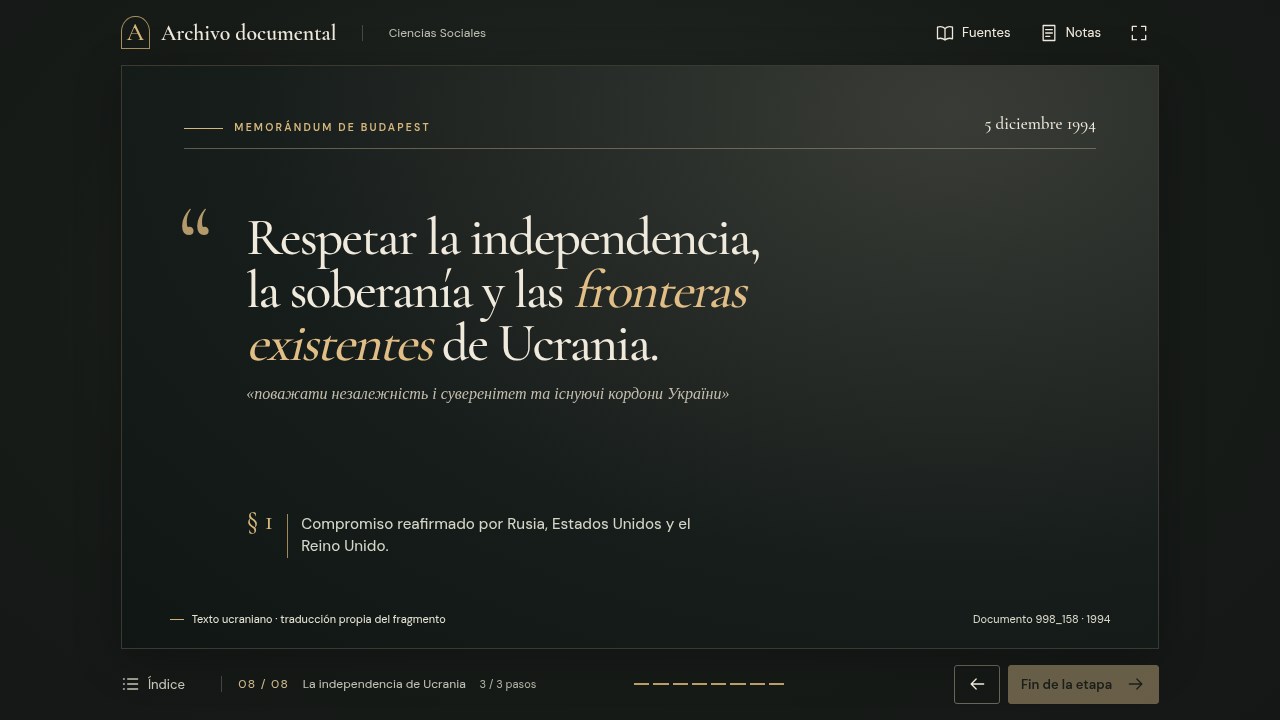 A Archivo documental
Ciencias Sociales
Fuentes
Notas
MEMORÁNDUM DE BUDAPEST
5 diciembre 1994
“
Respetar la independencia,
la soberanía y las fronteras
existentes de Ucrania.
«поважати незалежність і суверенітет та існуючі кордони України»
§ 1
Compromiso reafirmado por Rusia, Estados Unidos y el
Reino Unido.
Texto ucraniano · traducción propia del fragmento
Documento 998_158 · 1994
Índice
08 / 08
La independencia de Ucrania
3 / 3 pasos
Fin de la etapa